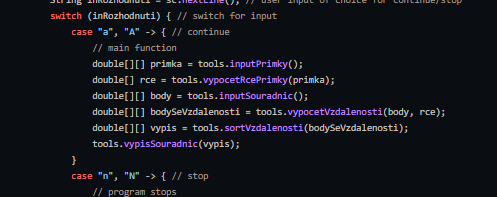 String inRozhodnuti = sc.nextLine(); // user input of choice for continue/stop
switch (inRozhodnuti) { // switch for input
case "a", "A" -> { // continue
// main function
double[][] primka = tools.inputPrimky();
double[] rce = tools.vypocetRcePrimky(primka);
double[][] body = tools.inputSouradnic();
double[][] bodySeVzdalenosti = tools.vypocetVzdalenosti(body, rce);
double[][] vypis = tools.sortVzdalenosti(bodySeVzdalenosti);
tools.vypisSouradnic(vypis);
}
case "n", "N" -> { // stop
// program stops